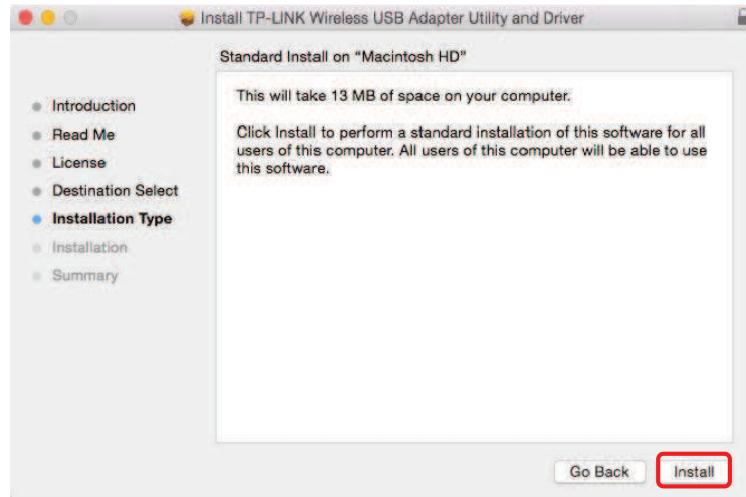 Install TP-LINK Wireless USB Adapter Utility and Driver
Standard Install on “Macintosh HD”
Introduction
Read Me
License
Destination Select
Installation Type
Installation
Summary
This will take 13 MB of space on your computer.
Click Install to perform a standard installation of this software for all
users of this computer. All users of this computer will be able to use
this software.
Go Back
Install